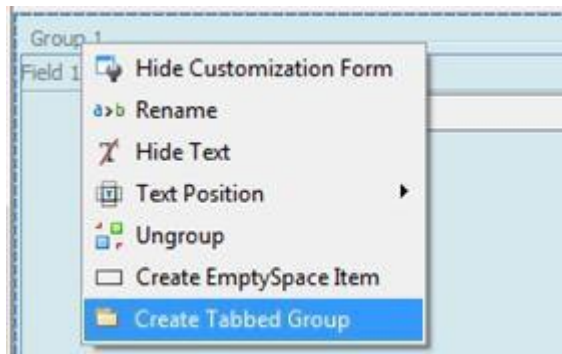 Group 1
Field 1
Hide Customization Form
a>b Rename
Hide Text
Text Position
Ungroup
Create EmptySpace Item
Create Tabbed Group